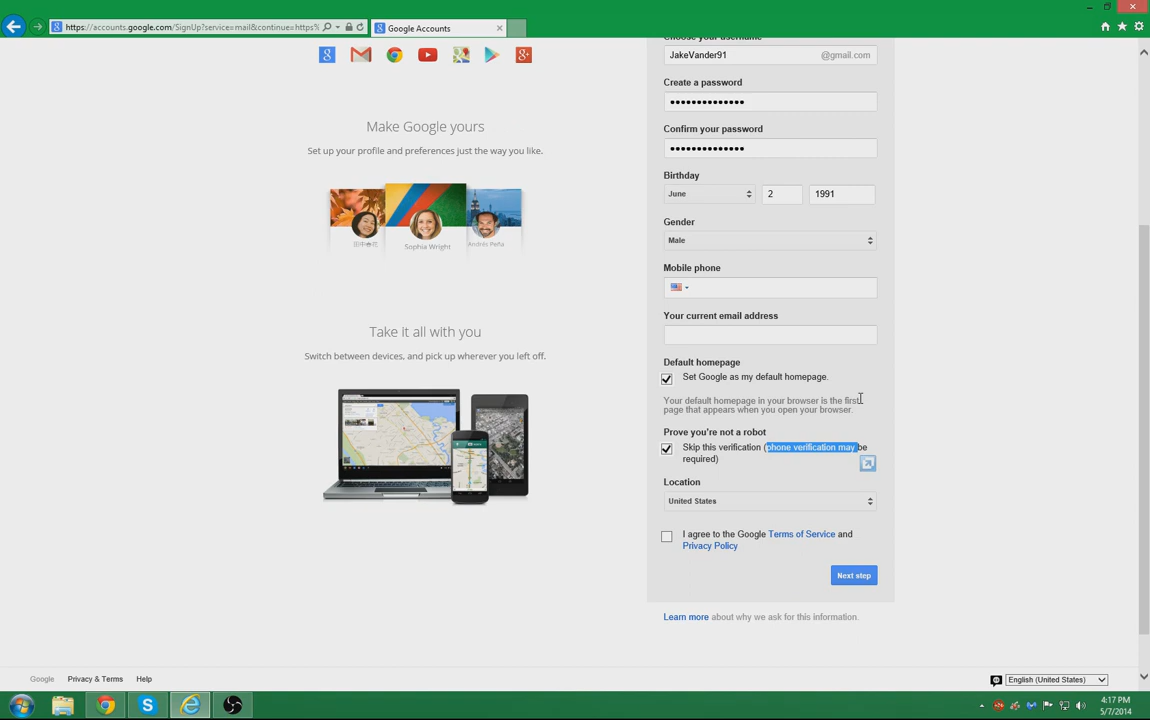 https://accounts.google.com/SignUp?service=mail&continue=https%
Google Accounts
JakeVander91
@gmail.com
Create a password
••••••••••••••
Confirm your password
••••••••••••••
Birthday
June
2
1991
Gender
Male
Mobile phone
Your current email address
Default homepage
Set Google as my default homepage.
Your default homepage in your browser is the first
page that appears when you open your browser.
Prove you're not a robot
Skip this verification (phone verification may be
required)
Location
United States
I agree to the Google Terms of Service and
Privacy Policy
Next step
Learn more about why we ask for this information.
Make Google yours
Set up your profile and preferences just the way you like.
Sophia Wright
Andrés Peña
Take it all with you
Switch between devices, and pick up wherever you left off.
Google
Privacy & Terms
Help
English (United States)
4:17 PM
5/7/2014